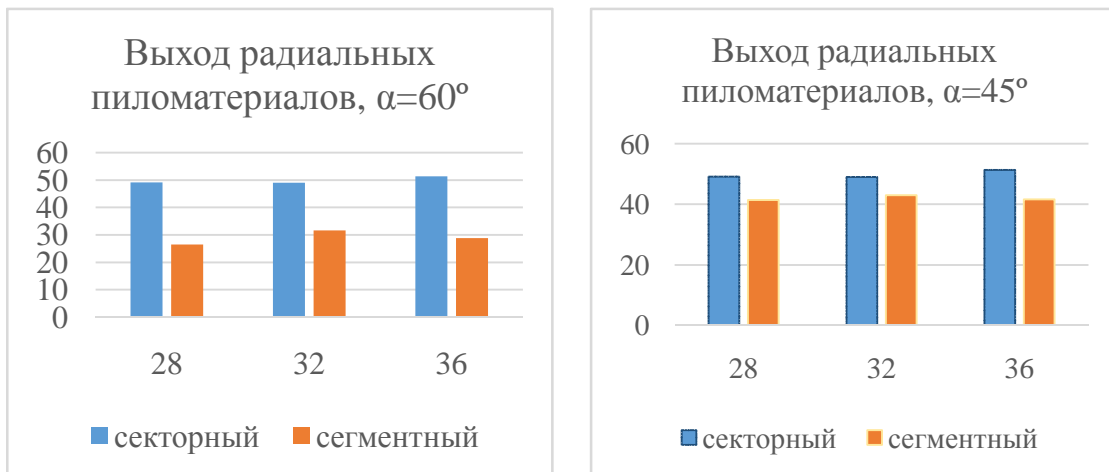 Выход радиальных
пиломатериалов, α=60º
60
50
40
30
20
10
0
28 32 36
секторный сегментный
Выход радиальных
пиломатериалов, α=45º
60
40
20
0
28 32 36
секторный сегментный